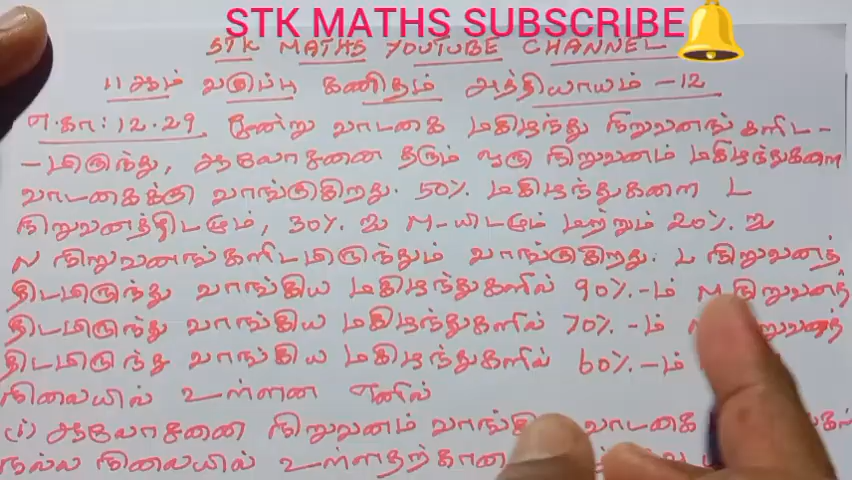 STK MATHS SUBSCRIBE
STK MATHS YOUTUBE CHANNEL
11 ஆம் வகுப்பு கணிதம் அத்தியாயம் - 12
எ.கா: 12.29 மூன்று வாடகை மகிழுந்து நிறுவனங்களிட-
-மிருந்து, ஆலோசனை தரும் ஒரு நிறுவனம் மகிழுந்துகளை
வாடகைக்கு வாங்குகிறது. 50% மகிழுந்துகளை L
நிறுவனத்திடமும், 30% ஐ M-யிடமும் மற்றும் 20% ஐ
N நிறுவனங்களிடமிருந்தும் வாங்குகிறது. L நிறுவனத்
திடமிருந்து வாங்கிய மகிழுந்துகளில் 90%-ம் M நிறுவனத்
திடமிருந்து வாங்கிய மகிழுந்துகளில் 70%-ம்
திடமிருந்து வாங்கிய மகிழுந்துகளில் 60%-ம்
நிலையில் உள்ளன எனில்
(i) ஆலோசனை நிறுவனம் வாடகை
நல்ல நிலையில் உள்ளதற்கான